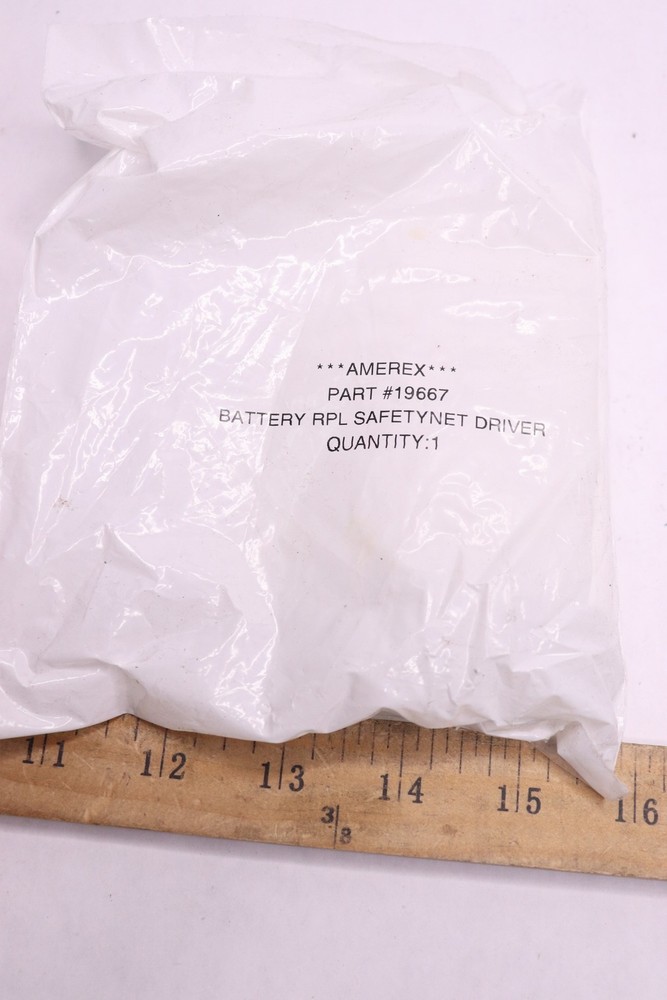 ***AMEREX***
PART #19667
BATTERY RPL SAFETYNET DRIVER
QUANTITY:1
11 12 13 14 15 16
3/8